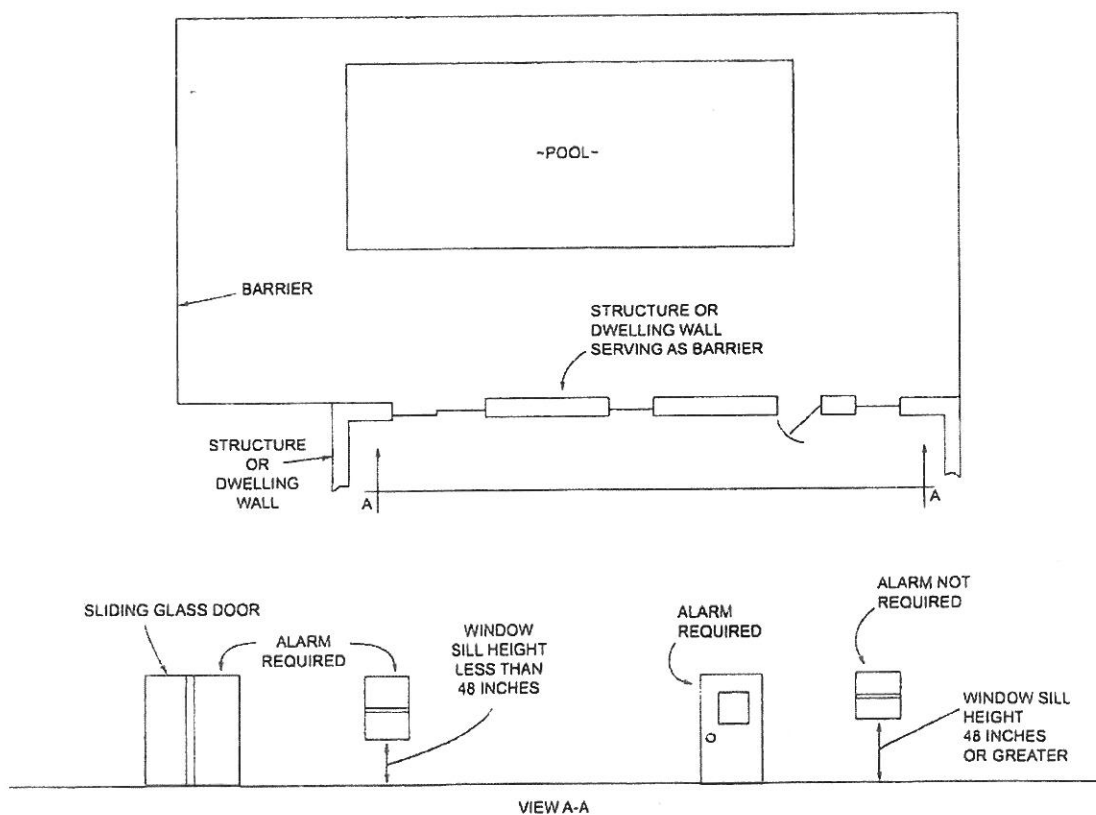 ~POOL~
BARRIER
STRUCTURE OR
DWELLING WALL
SERVING AS BARRIER
STRUCTURE
OR
DWELLING
WALL
A
A
SLIDING GLASS DOOR
ALARM
REQUIRED
WINDOW
SILL HEIGHT
LESS THAN
48 INCHES
ALARM
REQUIRED
ALARM NOT
REQUIRED
WINDOW SILL
HEIGHT
48 INCHES
OR GREATER
VIEW A-A